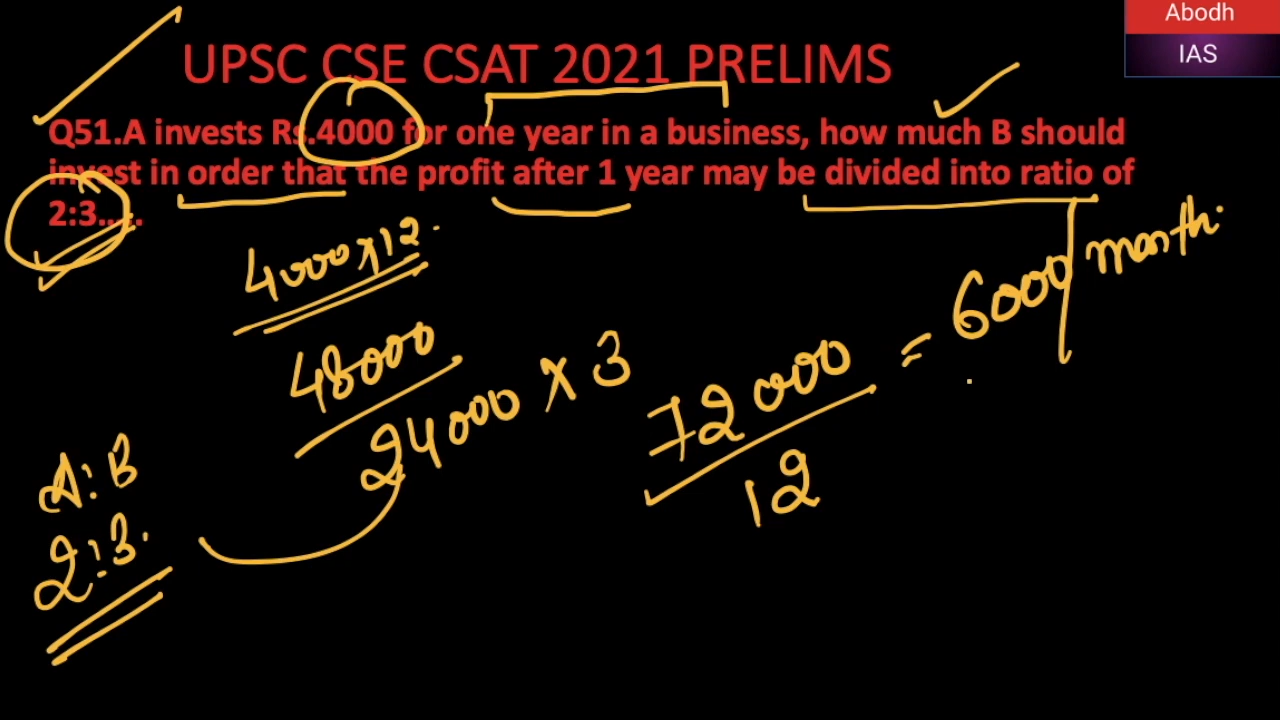 Abodh
IAS
UPSC CSE CSAT 2021 PRELIMS
Q51.A invests Rs.4000 for one year in a business, how much B should
invest in order that the profit after 1 year may be divided into ratio of
2:3.....
4000x12.
48000
24000 x 3
72000
12
= 6000/month.
A:B
2:3.